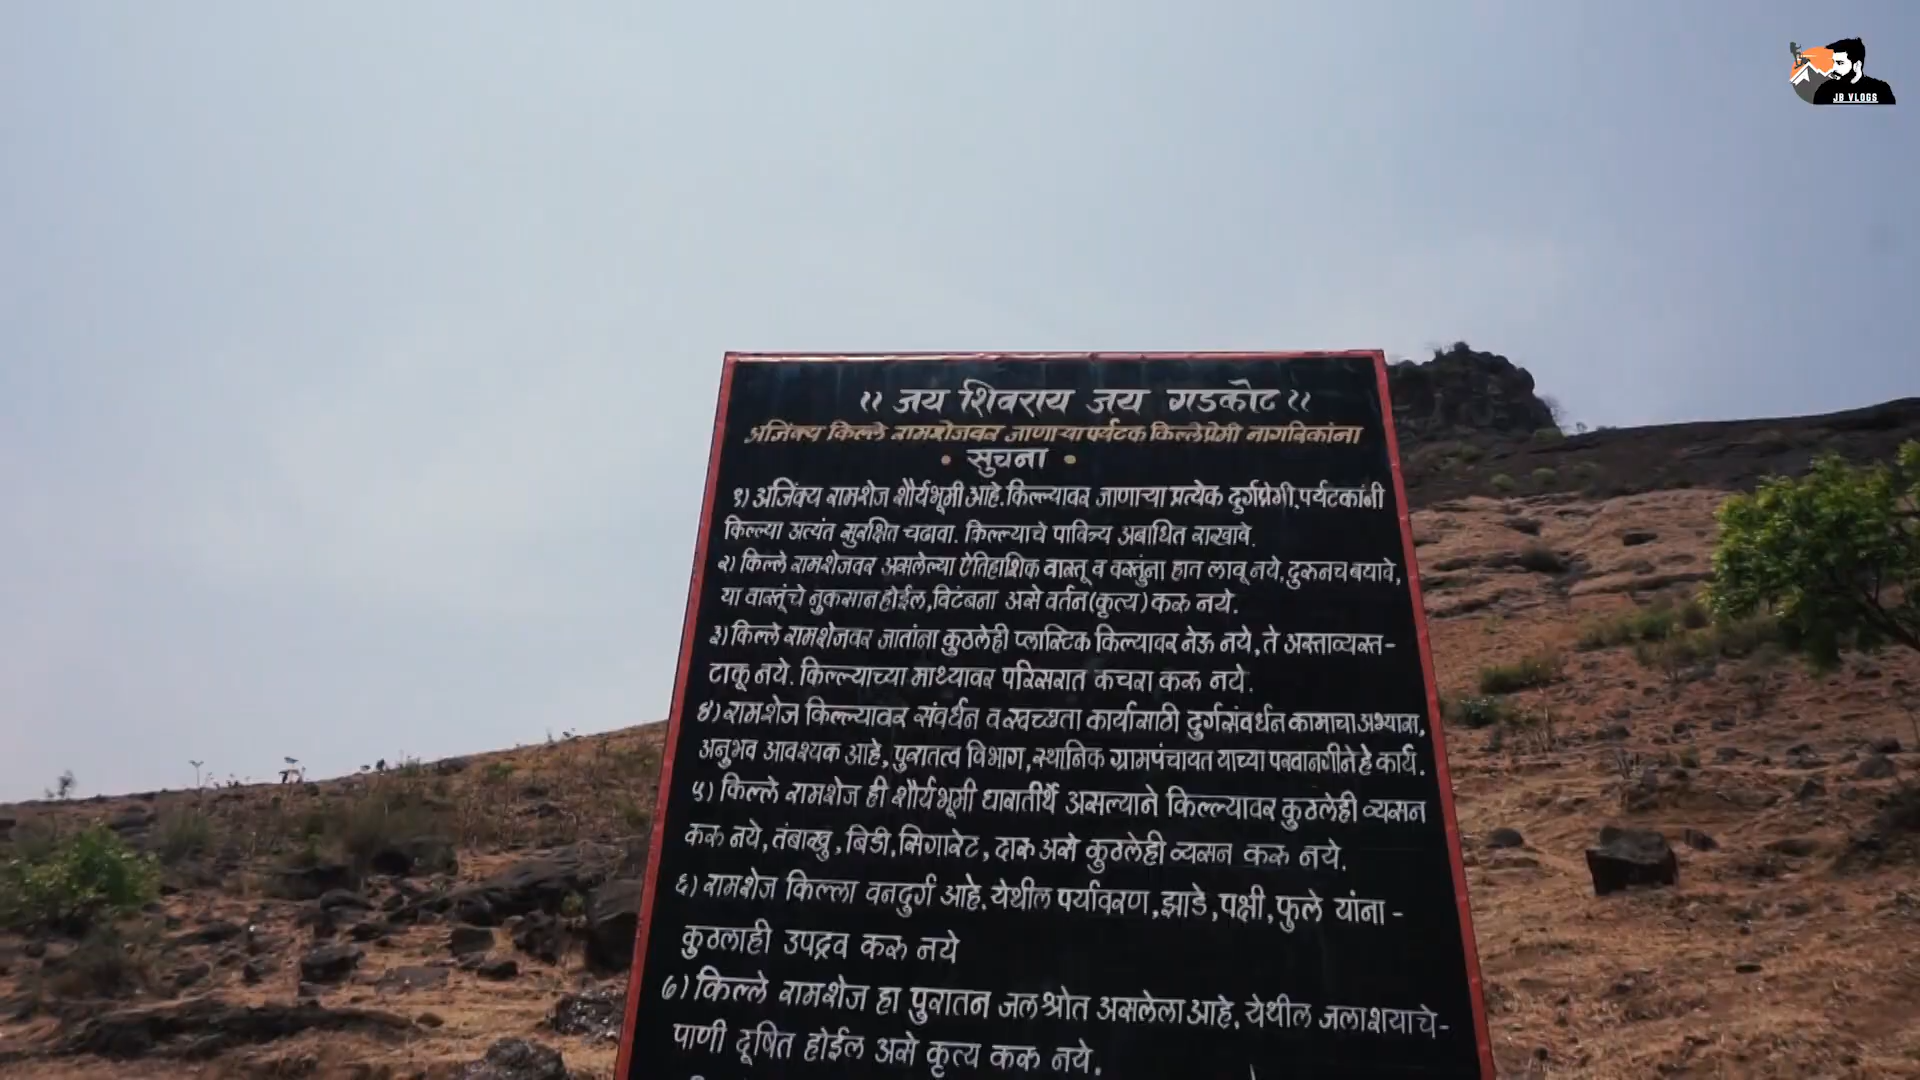 JB VLOGS
।। जय शिवराय जय गडकोट ।।
अजिंक्य किल्ले रामशेजवर जाणाऱ्या पर्यटक किल्लेप्रेमी नागरिकांना
• सुचना •
१) अजिंक्य रामशेज शौर्यभूमी आहे. किल्ल्यावर जाणाऱ्या प्रत्येक दुर्गप्रेमी, पर्यटकांनी
किल्ल्या अत्यंत सुरक्षित चढावा. किल्ल्याचे पावित्र्य अबाधित राखावे.
२) किल्ले रामशेजवर असलेल्या ऐतिहाशिक वास्तू व वस्तुंना हात लावू नये, दुरूनच बघावे,
या वास्तूंचे नुकसान होईल, विटंबना असे वर्तन (कृत्य) करू नये.
३) किल्ले रामशेजवर जातांना कुठलेही प्लास्टिक किल्यावर नेऊ नये, ते अस्ताव्यस्त-
टाकू नये. किल्ल्याच्या माथ्यावर परिसरात कचरा करू नये.
४) रामशेज किल्ल्यावर संवर्धन व स्वच्छता कार्यासाठी दुर्गसंवर्धन कामाचा अभ्यास,
अनुभव आवश्यक आहे, पुरातत्व विभाग, स्थानिक ग्रामपंचायत याच्या परवानगीने हे कार्य.
५) किल्ले रामशेज ही शौर्यभूमी धारातीर्थे असल्याने किल्ल्यावर कुठलेही व्यसन
करू नये, तंबाखु, बिडी, सिगारेट, दारू असे कुठलेही व्यसन करू नये.
६) रामशेज किल्ला वनदुर्ग आहे. येथील पर्यावरण, झाडे, पक्षी, फुले यांना -
कुठलाही उपद्रव करू नये
७) किल्ले रामशेज हा पुरातन जलश्रोत असलेला आहे. येथील जलाशयाचे-
पाणी दूषित होईल असे कृत्य करू नये.